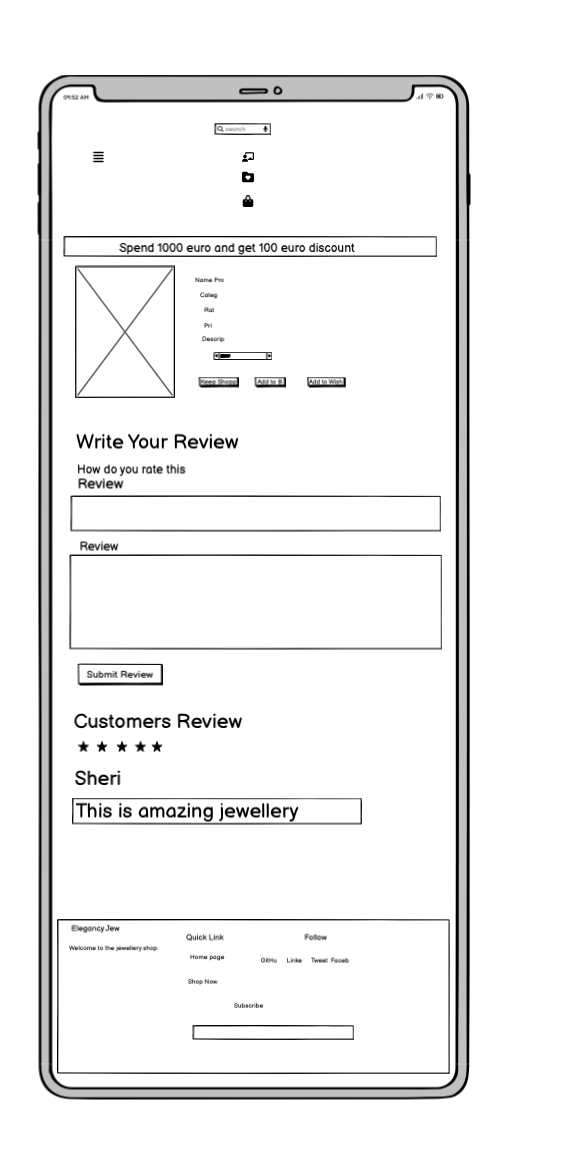 09:52 AM
search
Spend 1000 euro and get 100 euro discount
Name Pro
Categ
Rat
Pri
Descrip
Keep Shopp
Add to B
Add to Wish
Write Your Review
How do you rate this
Review
Review
Submit Review
Customers Review
Sheri
This is amazing jewellery
Elegancy Jew
Welcome to the jewellery shop
Quick Link
Home page
Shop Now
Follow
GitHu Linke Tweet Faceb
Subscribe